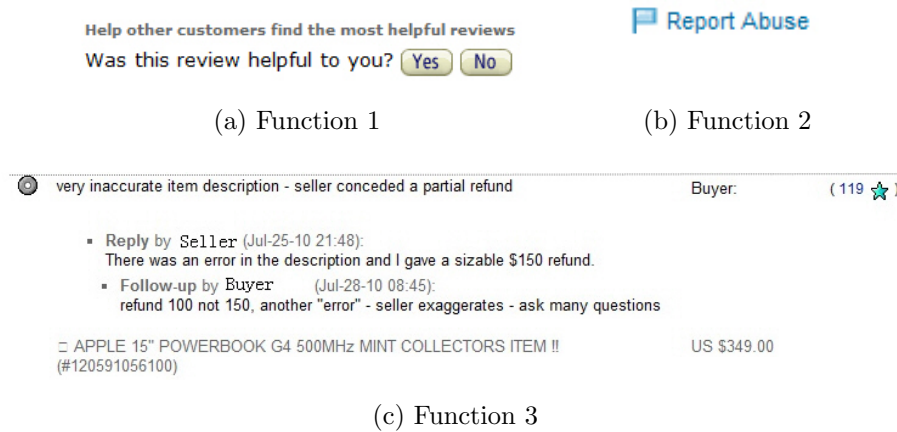 Help other customers find the most helpful reviews
Was this review helpful to you? Yes No
Report Abuse
(a) Function 1
(b) Function 2
very inaccurate item description - seller conceded a partial refund Buyer: ( 119 )
Reply by Seller (Jul-25-10 21:48):
There was an error in the description and I gave a sizable $150 refund.
Follow-up by Buyer (Jul-28-10 08:45):
refund 100 not 150, another "error" - seller exaggerates - ask many questions
APPLE 15" POWERBOOK G4 500MHz MINT COLLECTORS ITEM !! US $349.00
(#120591056100)
(c) Function 3